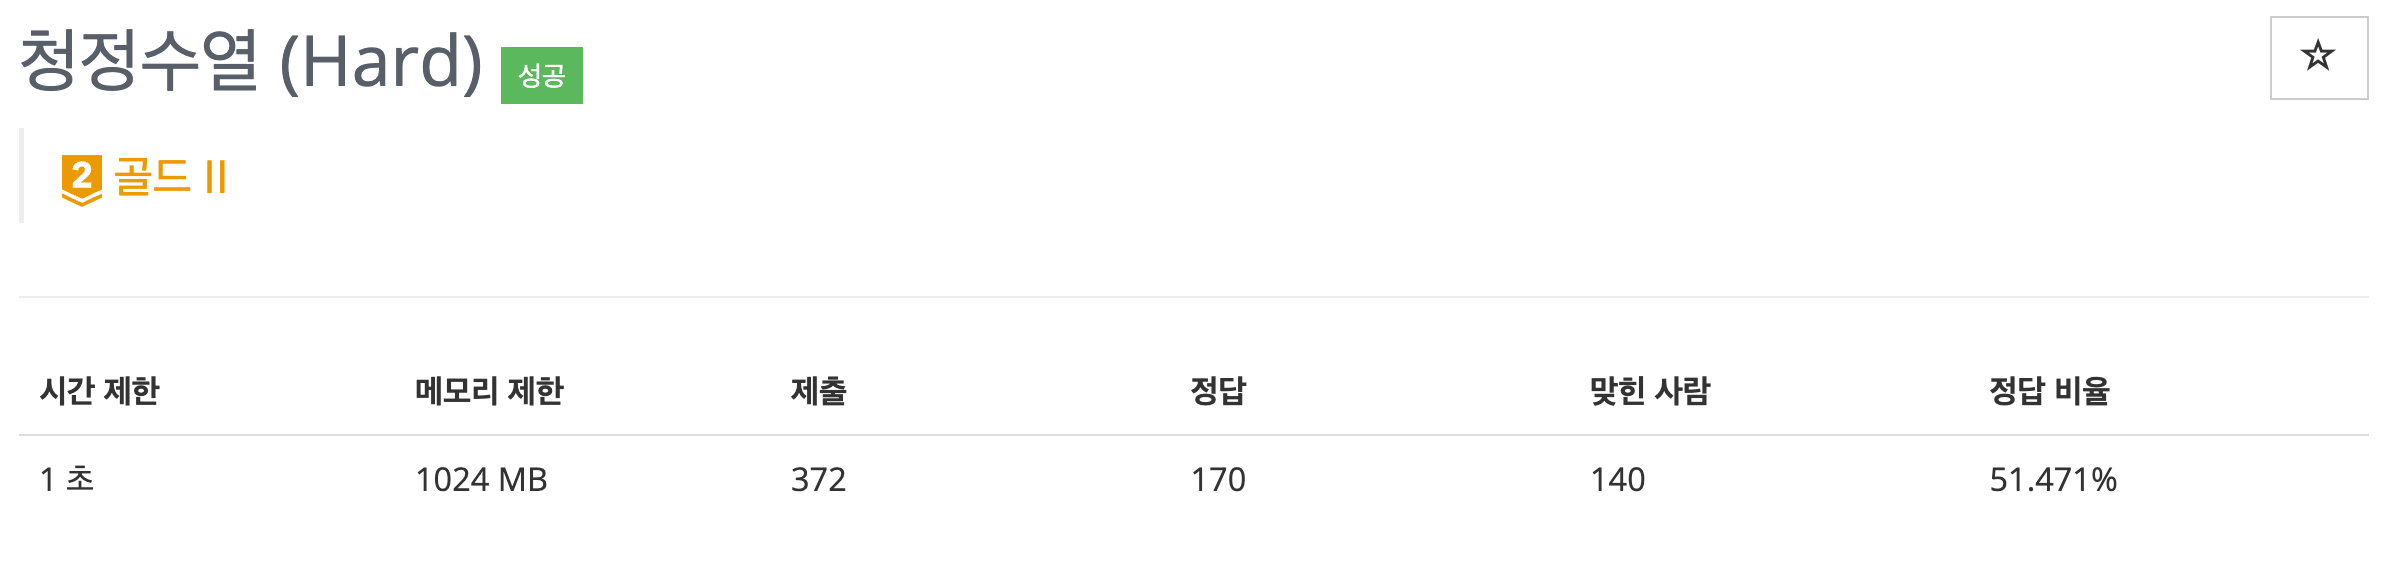 청정수열 (Hard) 성공
2 골드 II
시간 제한 메모리 제한 제출 정답 맞힌 사람 정답 비율
1 초 1024 MB 372 170 140 51.471%